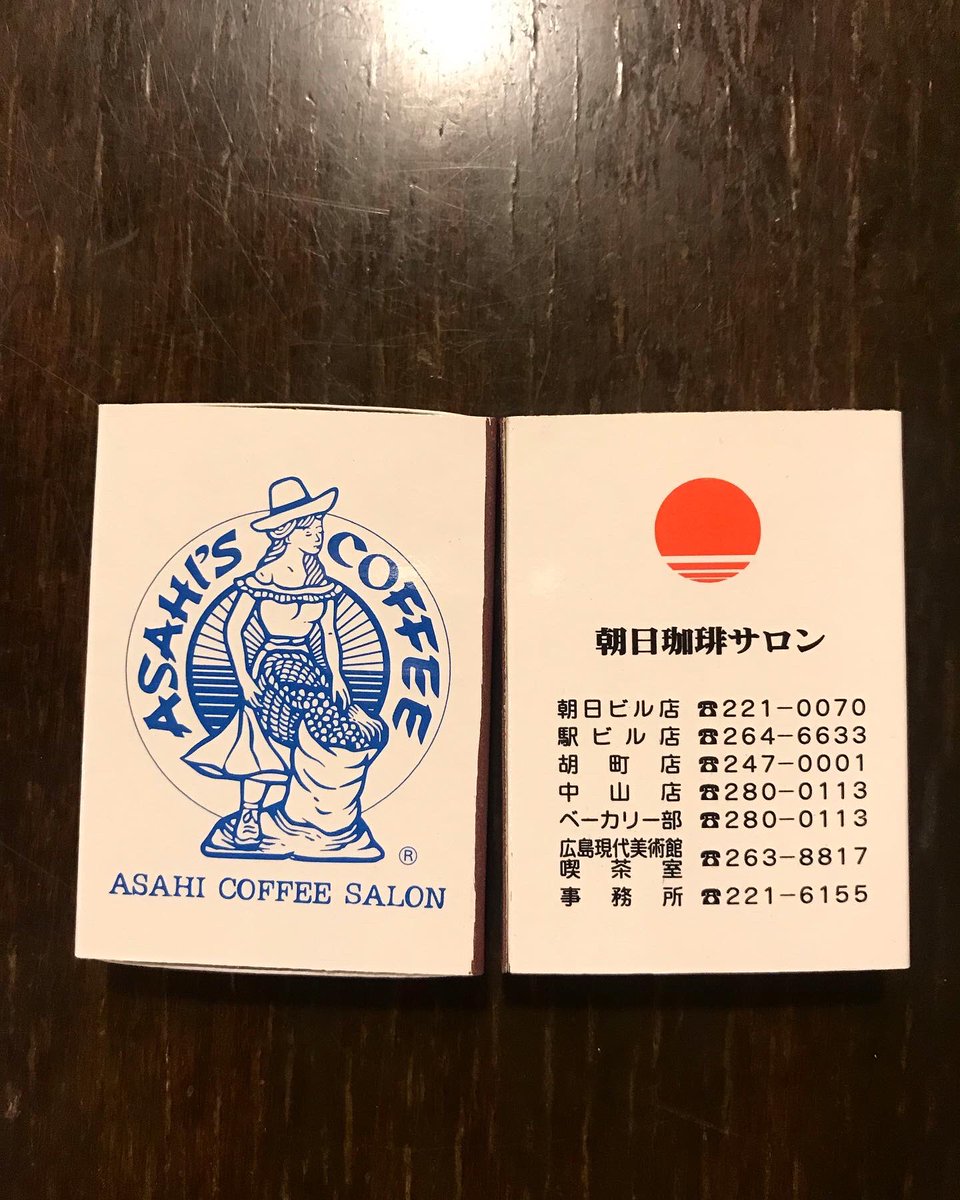 ASAHI'S COFFEE
®
ASAHI COFFEE SALON
朝日珈琲サロン
朝日ビル店 ☎221-0070
駅ビル店 ☎264-6633
胡町店 ☎247-0001
中山店 ☎280-0113
ベーカリー部 ☎280-0113
広島現代美術館
喫茶室 ☎263-8817
事務所 ☎221-6155